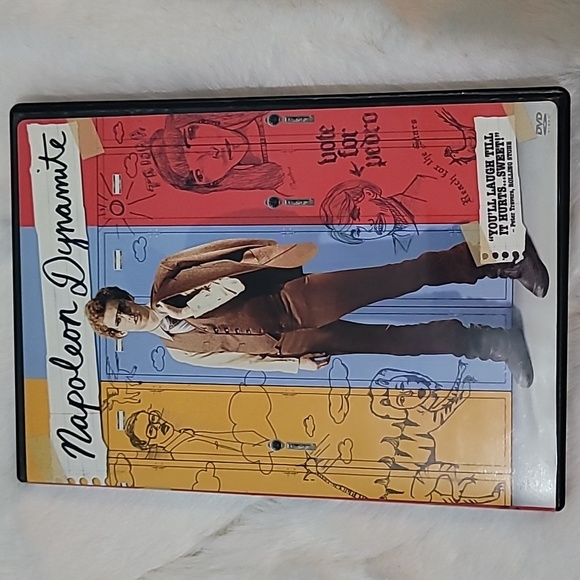 Napoleon Dynamite
vote
for
pedro
Reach for the Stars
"YOU'LL LAUGH TILL
IT HURTS...SWEET!"
- Peter Travers, ROLLING STONE
DVD